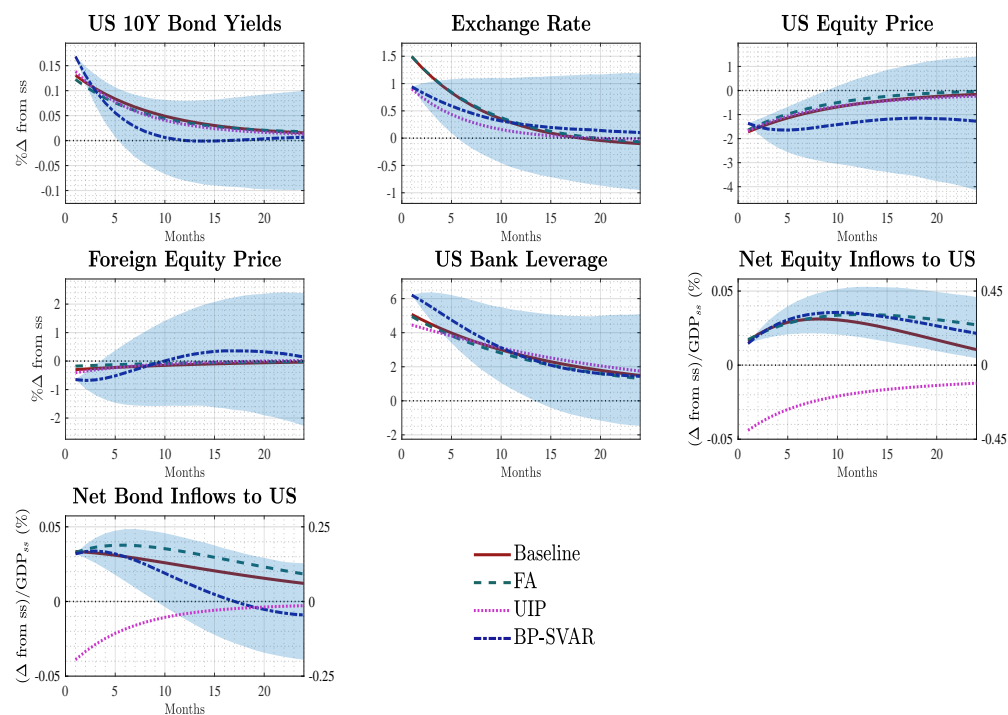 US 10Y Bond Yields
Exchange Rate
US Equity Price
%Δ from ss
0.15
0.1
0.05
0
-0.05
-0.1
0 5 10 15 20
Months
1.5
1
0.5
0
-0.5
-1
0 5 10 15 20
Months
1
0
-1
-2
-3
-4
0 5 10 15 20
Months
Foreign Equity Price
US Bank Leverage
Net Equity Inflows to US
%Δ from ss
2
1
0
-1
-2
0 5 10 15 20
Months
6
4
2
0
-2
0 5 10 15 20
Months
(Δ from ss)/GDPss (%)
0.05
0
-0.05
0.45
0
-0.45
0 5 10 15 20
Months
Net Bond Inflows to US
(Δ from ss)/GDPss (%)
0.05
0
-0.05
0.25
0
-0.25
0 5 10 15 20
Months
Baseline
FA
UIP
BP-SVAR